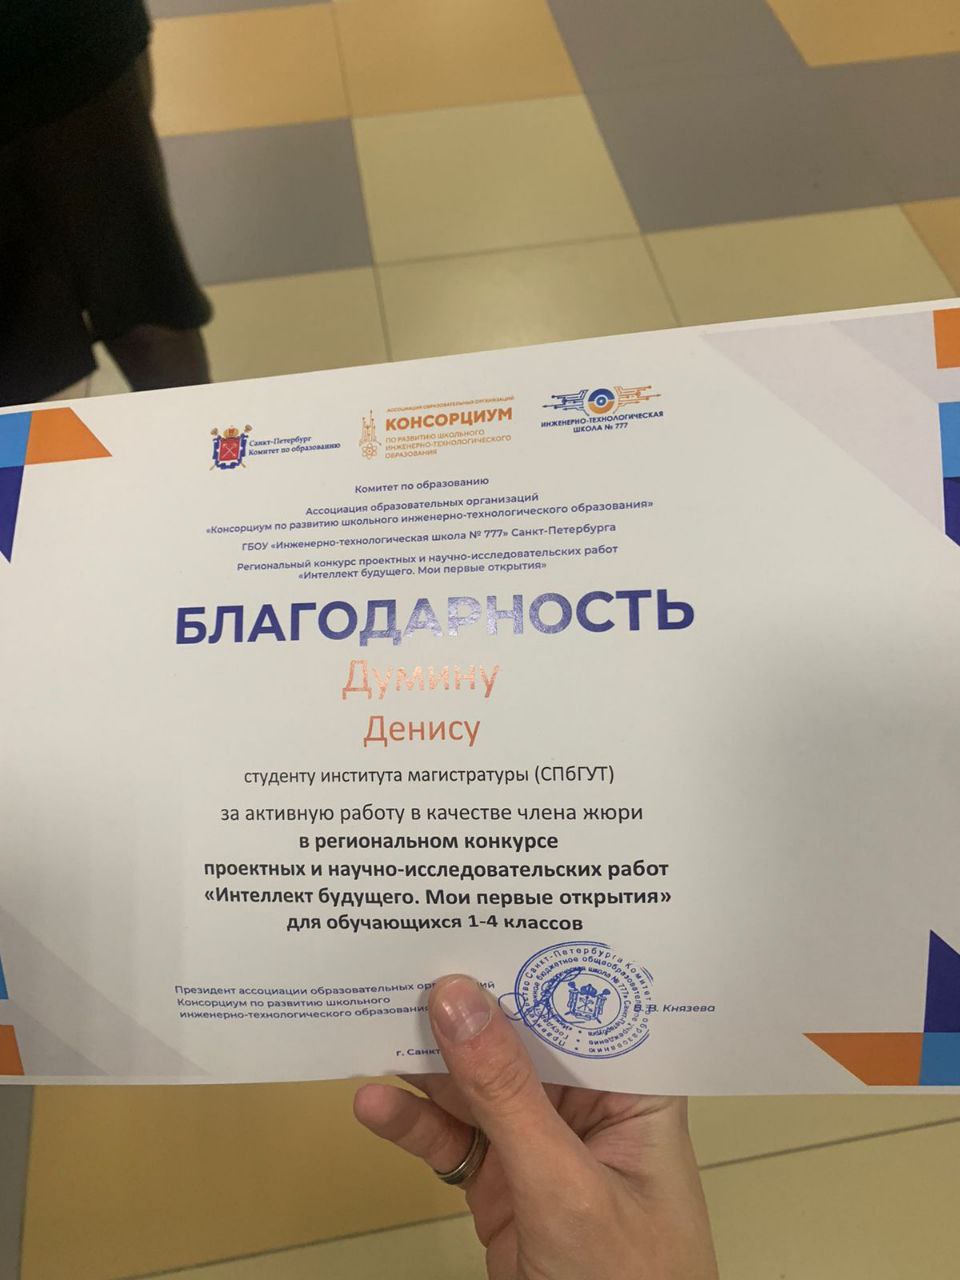 Санкт-Петербург
Комитет по образованию
АССОЦИАЦИЯ ОБРАЗОВАТЕЛЬНЫХ ОРГАНИЗАЦИЙ
КОНСОРЦИУМ
ПО РАЗВИТИЮ ШКОЛЬНОГО
ИНЖЕНЕРНО-ТЕХНОЛОГИЧЕСКОГО
ОБРАЗОВАНИЯ
ИНЖЕНЕРНО-ТЕХНОЛОГИЧЕСКАЯ
ШКОЛА № 777
Комитет по образованию
Ассоциация образовательных организаций
«Консорциум по развитию школьного инженерно-технологического образования»
ГБОУ «Инженерно-технологическая школа № 777» Санкт-Петербурга
Региональный конкурс проектных и научно-исследовательских работ
«Интеллект будущего. Мои первые открытия»
БЛАГОДАРНОСТЬ
Думину
Денису
студенту института магистратуры (СПбГУТ)
за активную работу в качестве члена жюри
в региональном конкурсе
проектных и научно-исследовательских работ
«Интеллект будущего. Мои первые открытия»
для обучающихся 1-4 классов
Президент ассоциации образовательных
Консорциум по развитию школьного
инженерно-технологического образования
В. Князева
г.